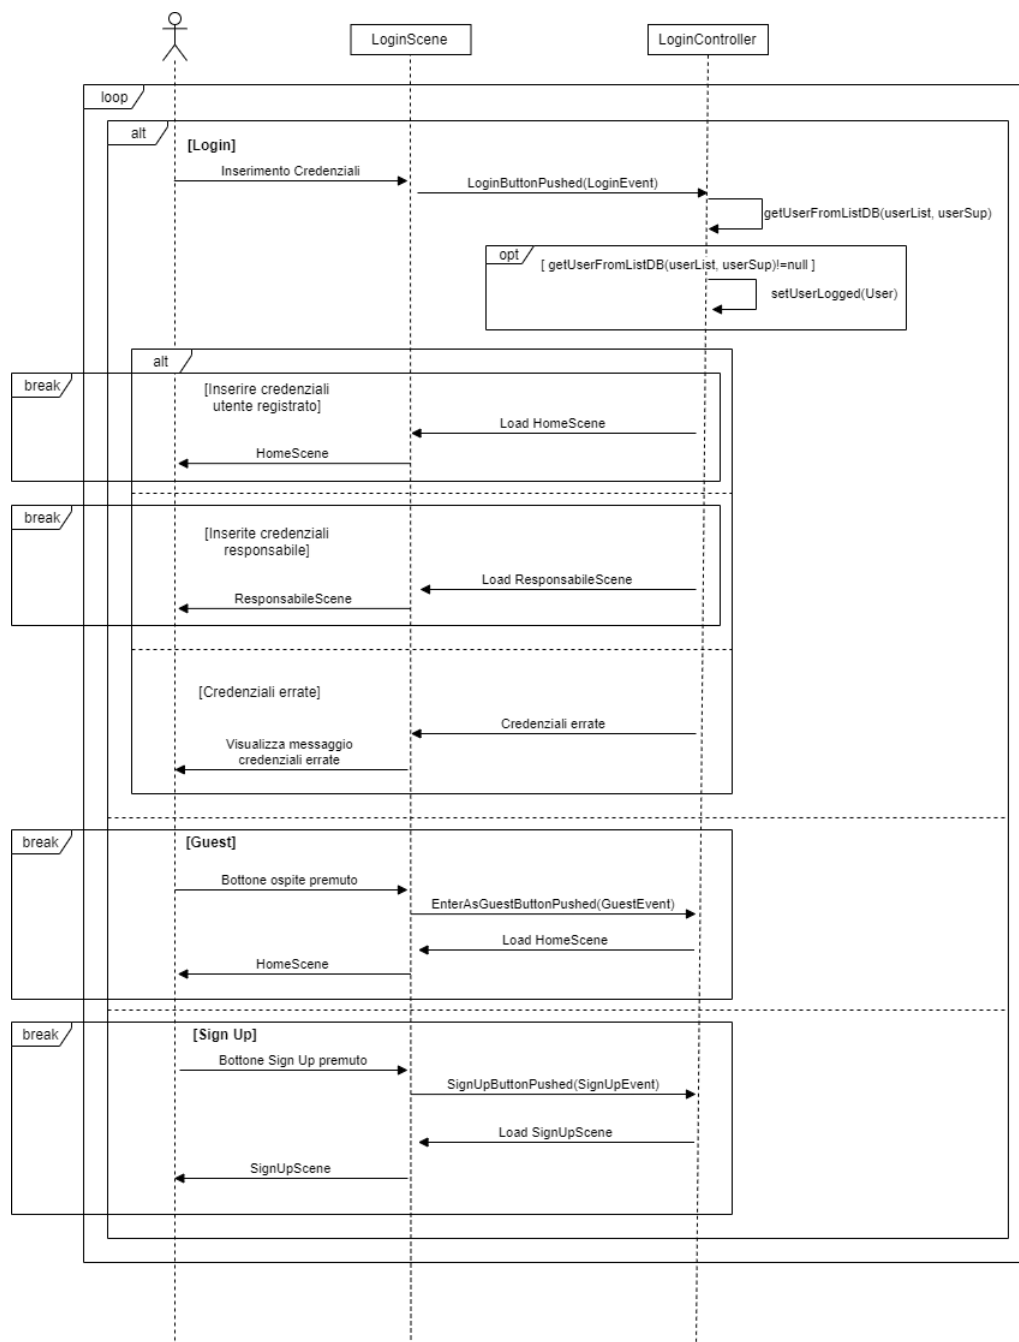 LoginScene
LoginController
loop
alt
[Login]
Inserimento Credenziali
LoginButtonPushed(LoginEvent)
getUserFromListDB(userList, userSup)
opt
[ getUserFromListDB(userList, userSup)!=null ]
setUserLogged(User)
alt
break
[Inserire credenziali
utente registrato]
Load HomeScene
HomeScene
break
[Inserite credenziali
responsabile]
Load ResponsabileScene
ResponsabileScene
[Credenziali errate]
Credenziali errate
Visualizza messaggio
credenziali errate
break
[Guest]
Bottone ospite premuto
EnterAsGuestButtonPushed(GuestEvent)
Load HomeScene
HomeScene
break
[Sign Up]
Bottone Sign Up premuto
SignUpButtonPushed(SignUpEvent)
Load SignUpScene
SignUpScene